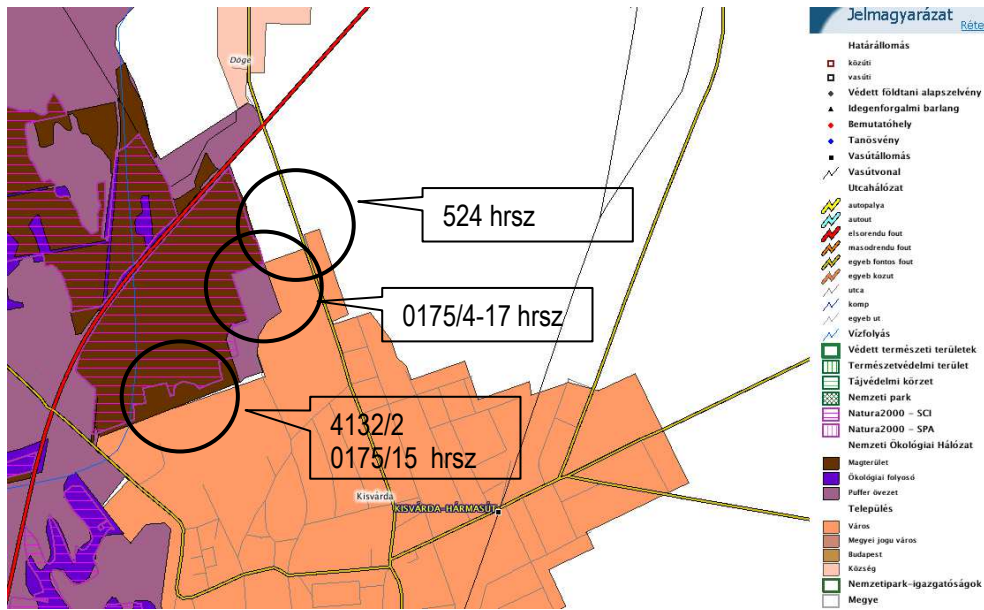 Döge
524 hrsz
0175/4-17 hrsz
4132/2
0175/15 hrsz
Kisvárda
KISVÁRDA-HÁRMASÚT
Jelmagyarázat
Réte
Határállomás
közúti
vasúti
Védett földtani alapszelvény
Idegenforgalmi barlang
Bemutatóhely
Tanösvény
Vasútállomás
Vasútvonal
Utcahálózat
autopalya
autout
elsorendu fout
masodrendu fout
egyeb fontos fout
egyeb kozut
utca
komp
egyeb ut
Vízfolyás
Védett természeti területek
Természetvédelmi terület
Tájvédelmi körzet
Nemzeti park
Natura2000 - SCI
Natura2000 - SPA
Nemzeti Ökológiai Hálózat
Magterület
Ökológiai folyosó
Puffer övezet
Település
Város
Megyei jogu város
Budapest
Község
Nemzetipark-igazgatóságok
Megye